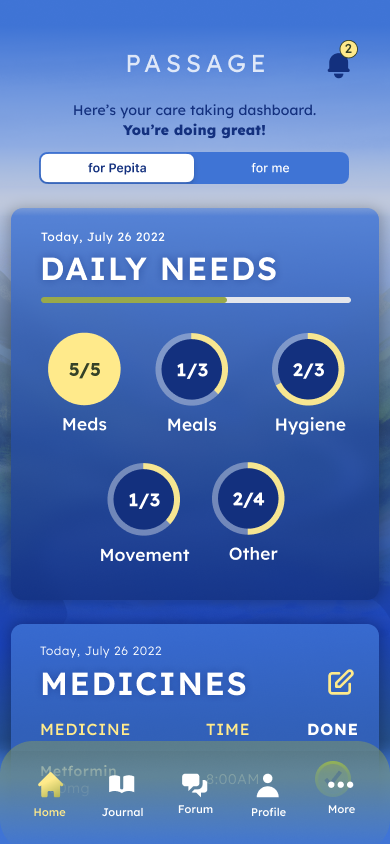 PASSAGE
2
Here's your care taking dashboard.
You're doing great!
for Pepita
for me
Today, July 26 2022
DAILY NEEDS
5/5
1/3
2/3
Meds
Meals
Hygiene
1/3
2/4
Movement
Other
Today, July 26 2022
MEDICINES
MEDICINE
TIME
DONE
Metformin
8:00AM
Home
Journal
Forum
Profile
More